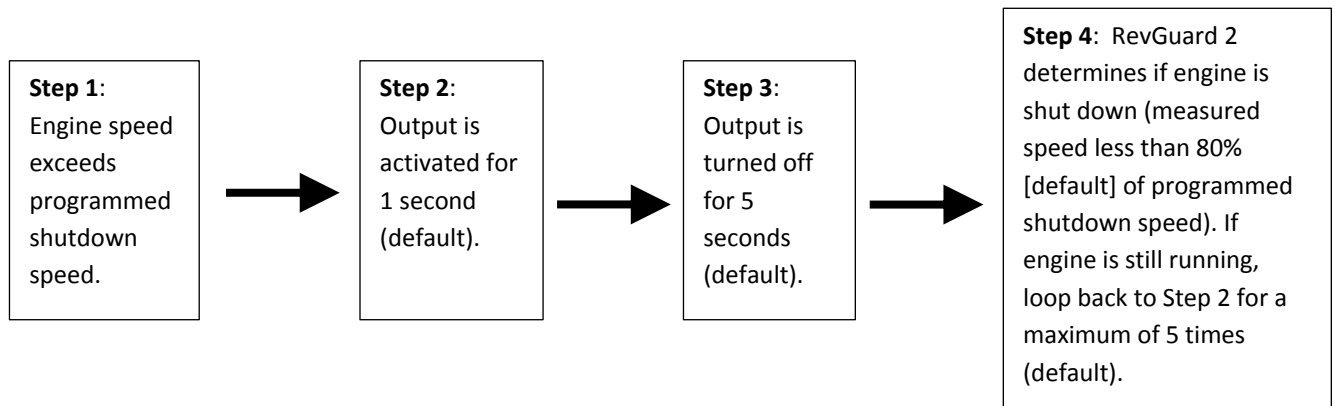 Step 1:
Engine speed
exceeds
programmed
shutdown
speed.
Step 2:
Output is
activated for
1 second
(default).
Step 3:
Output is
turned off
for 5
seconds
(default).
Step 4: RevGuard 2
determines if engine is
shut down (measured
speed less than 80%
[default] of programmed
shutdown speed). If
engine is still running,
loop back to Step 2 for a
maximum of 5 times
(default).